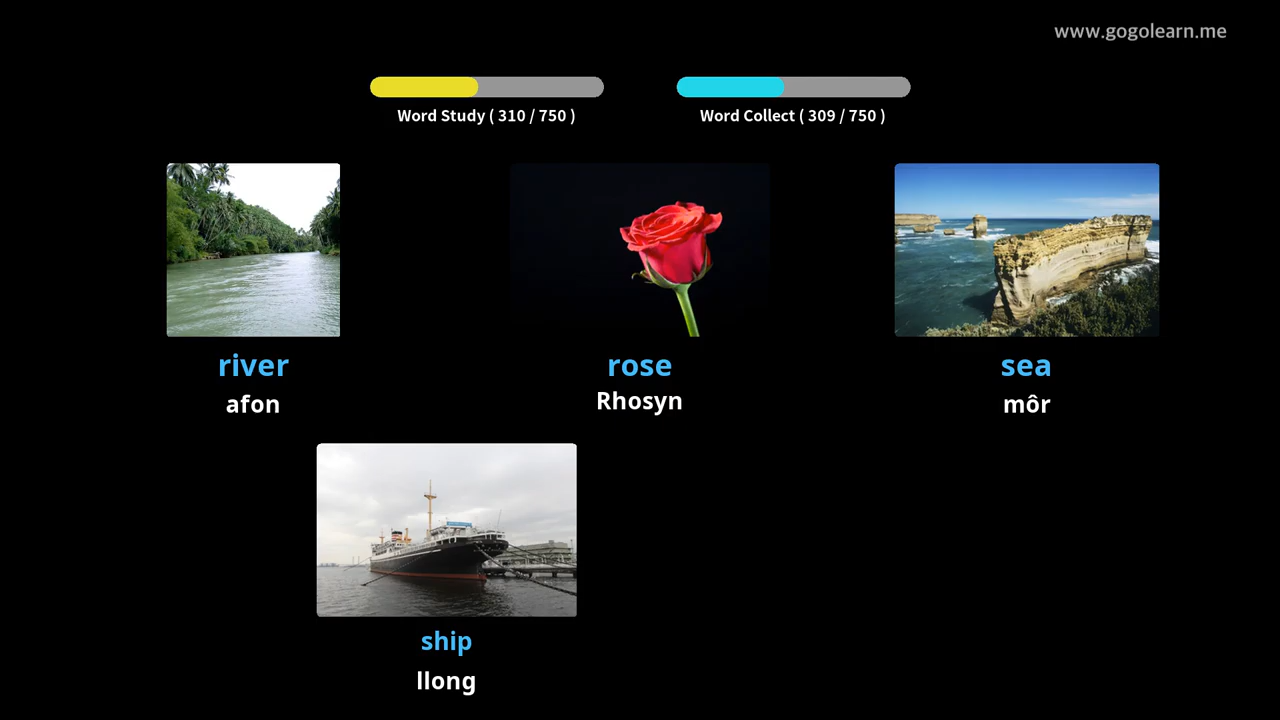 www.gogolearn.me
Word Study ( 310 / 750 )
Word Collect ( 309 / 750 )
river
afon
rose
Rhosyn
sea
môr
ship
llong